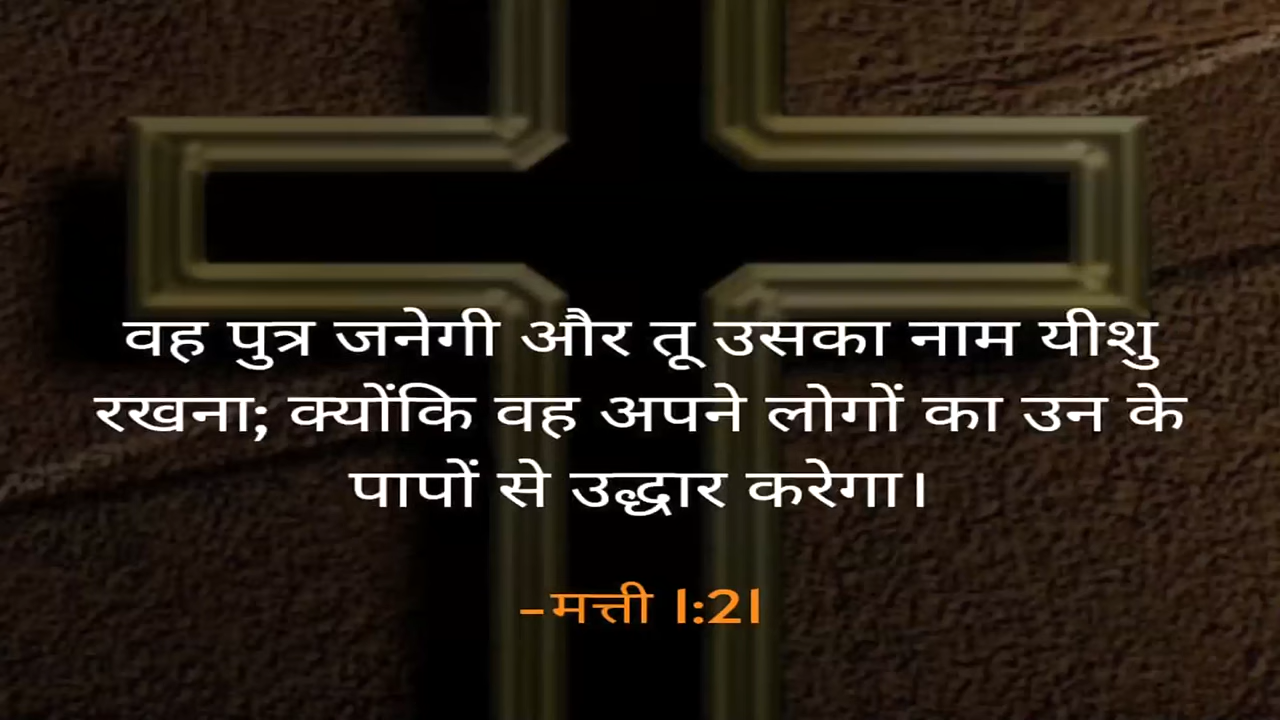 वह पुत्र जनेगी और तू उसका नाम यीशु
रखना; क्योंकि वह अपने लोगों का उन के
पापों से उद्धार करेगा।
-मत्ती 1:21